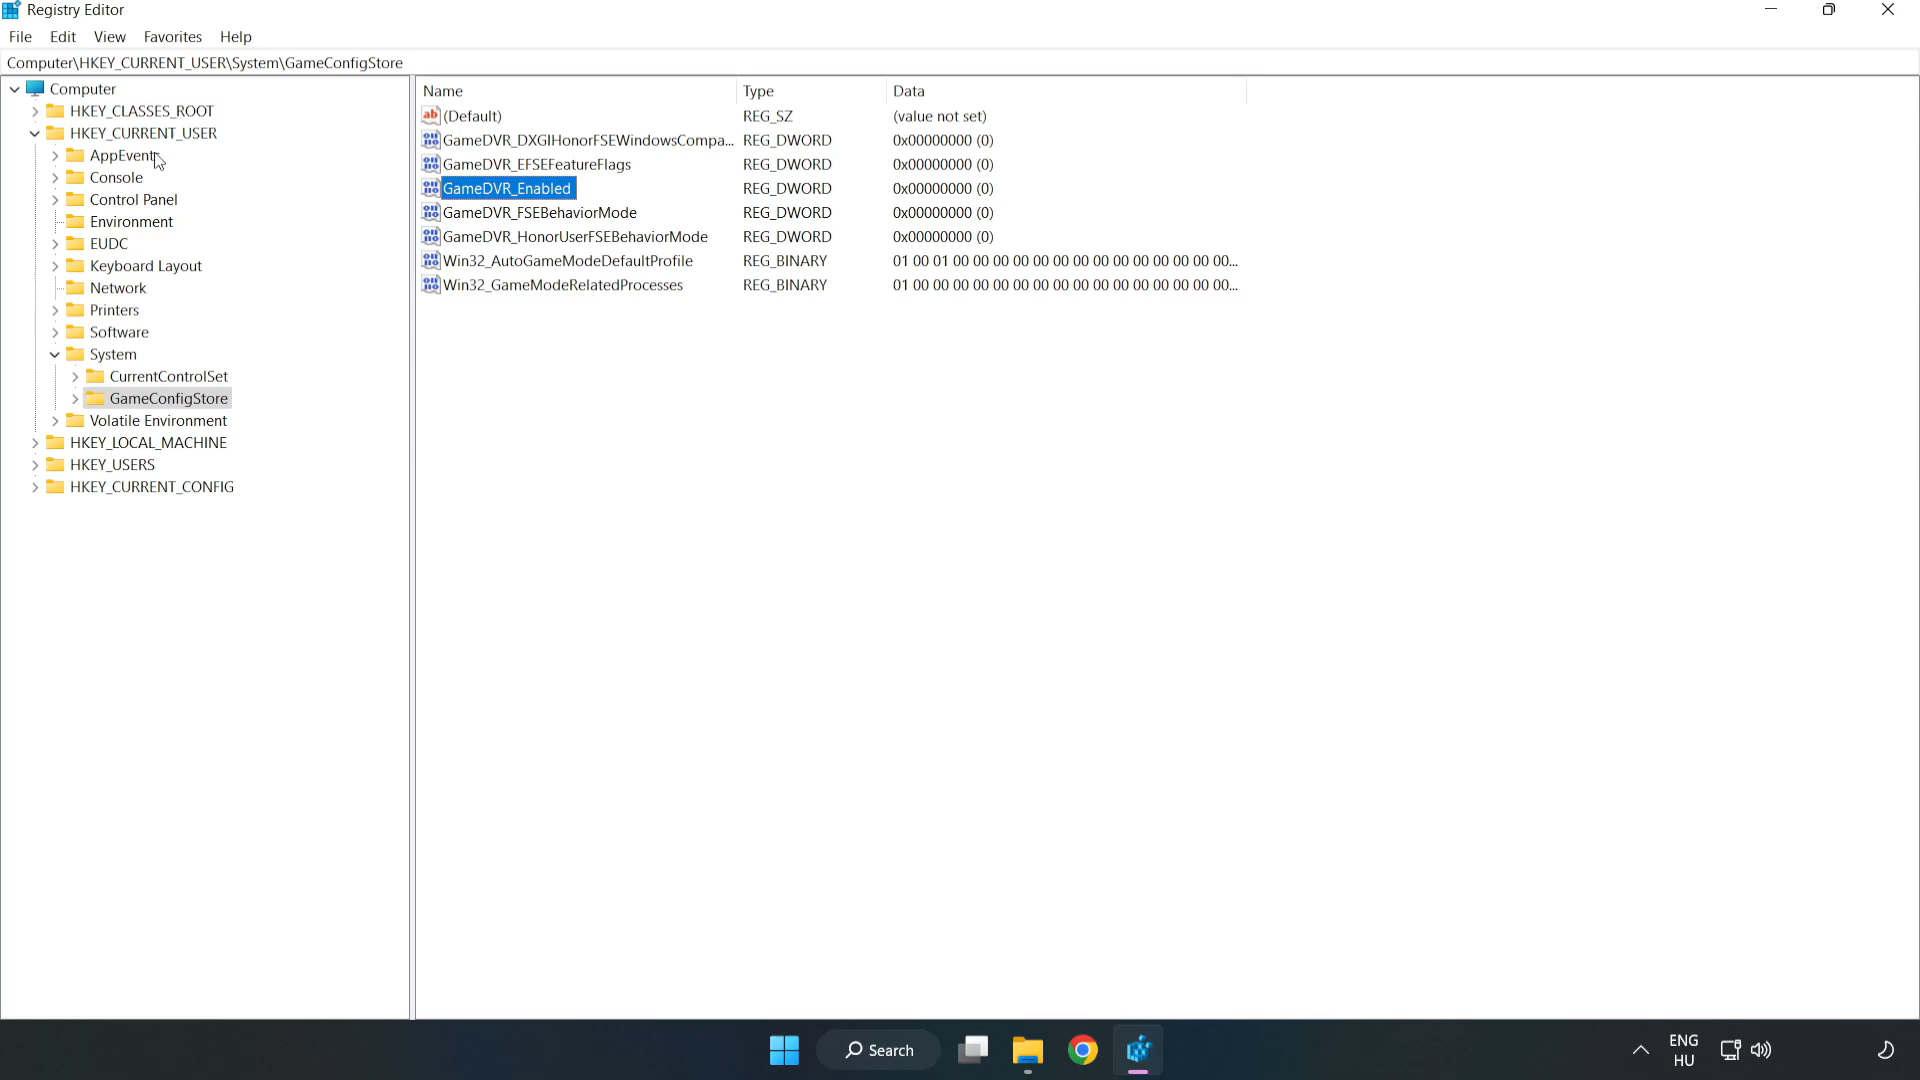 Registry Editor
File Edit View Favorites Help
Computer\HKEY_CURRENT_USER\System\GameConfigStore
Computer
HKEY_CLASSES_ROOT
HKEY_CURRENT_USER
AppEvents
Console
Control Panel
Environment
EUDC
Keyboard Layout
Network
Printers
Software
System
CurrentControlSet
GameConfigStore
Volatile Environment
HKEY_LOCAL_MACHINE
HKEY_USERS
HKEY_CURRENT_CONFIG
Name Type Data
(Default) REG_SZ (value not set)
GameDVR_DXGIHonorFSEWindowsCompa... REG_DWORD 0x00000000 (0)
GameDVR_EFSEFeatureFlags REG_DWORD 0x00000000 (0)
GameDVR_Enabled REG_DWORD 0x00000000 (0)
GameDVR_FSEBehaviorMode REG_DWORD 0x00000000 (0)
GameDVR_HonorUserFSEBehaviorMode REG_DWORD 0x00000000 (0)
Win32_AutoGameModeDefaultProfile REG_BINARY 01 00 01 00 00 00 00 00 00 00 00 00 00 00 00 00 00...
Win32_GameModeRelatedProcesses REG_BINARY 01 00 00 00 00 00 00 00 00 00 00 00 00 00 00 00 00...
Search
ENG
HU